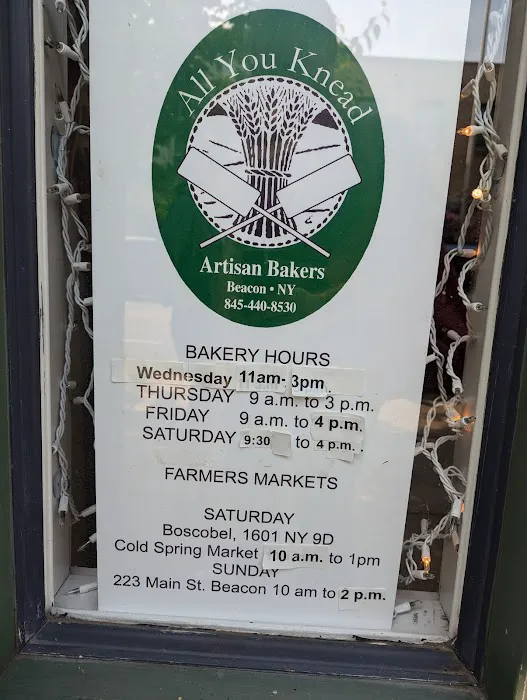 All You Knead
Artisan Bakers
Beacon • NY
845-440-8530
BAKERY HOURS
Wednesday 11am- 3pm.
THURSDAY 9 a.m. to 3 p.m.
FRIDAY 9 a.m. to 4 p.m.
SATURDAY 9:30 to 4 p.m..
FARMERS MARKETS
SATURDAY
Boscobel, 1601 NY 9D
Cold Spring Market 10 a.m. to 1pm
SUNDAY
223 Main St. Beacon 10 am to 2 p.m.